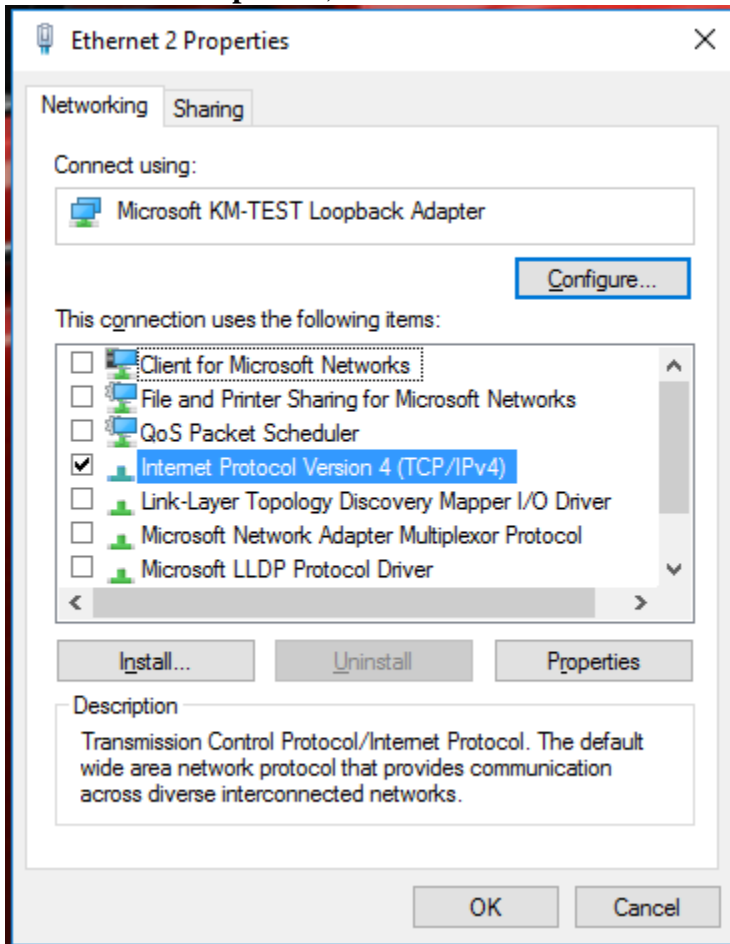 Ethernet 2 Properties
Networking
Sharing
Connect using:
Microsoft KM-TEST Loopback Adapter
Configure...
This connection uses the following items:
Client for Microsoft Networks
File and Printer Sharing for Microsoft Networks
QoS Packet Scheduler
Internet Protocol Version 4 (TCP/IPv4)
Link-Layer Topology Discovery Mapper I/O Driver
Microsoft Network Adapter Multiplexor Protocol
Microsoft LLDP Protocol Driver
Install...
Uninstall
Properties
Description
Transmission Control Protocol/Internet Protocol. The default
wide area network protocol that provides communication
across diverse interconnected networks.
OK
Cancel